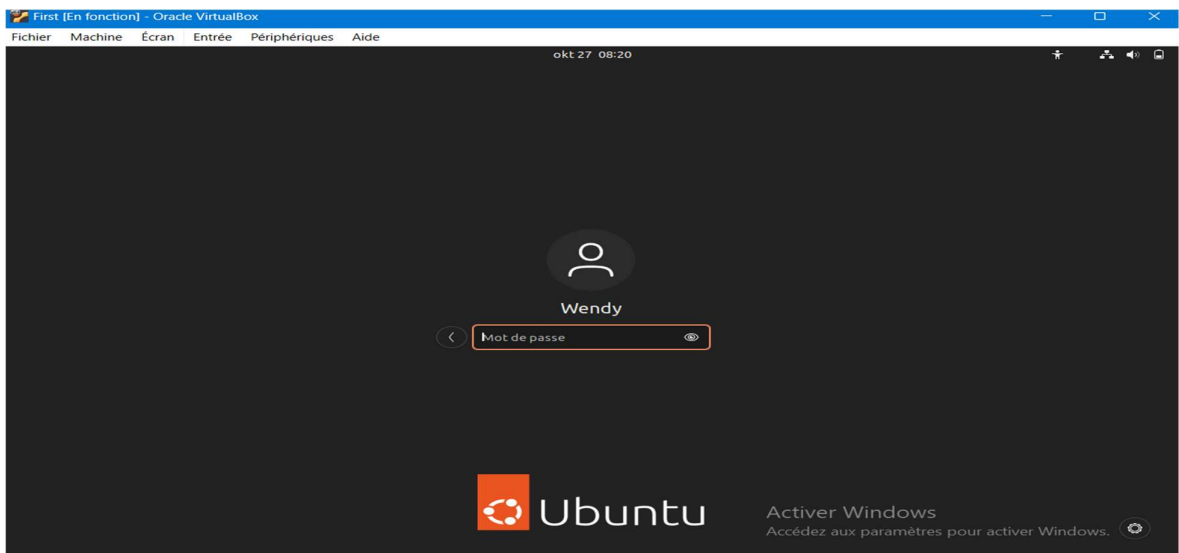 First [En fonction] - Oracle VirtualBox
Fichier Machine Écran Entrée Périphériques Aide
okt 27 08:20
Wendy
Mot de passe
Ubuntu
Activer Windows
Accédez aux paramètres pour activer Windows.